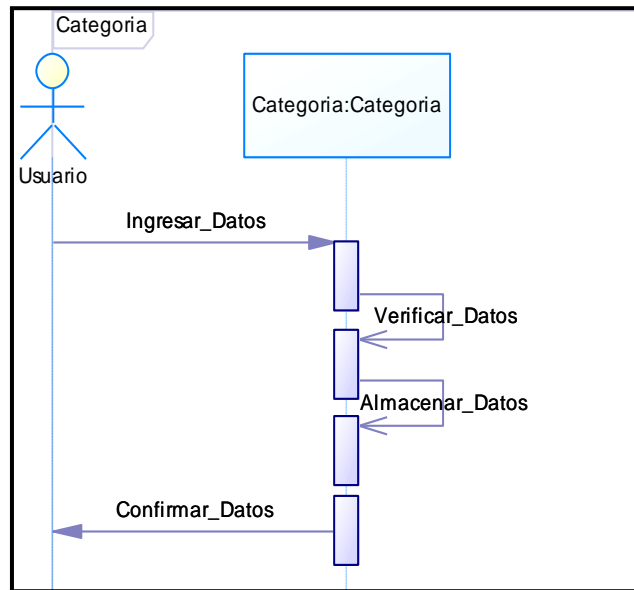 Categoria
Categoria:Categoria
Usuario
Ingresar_Datos
Verificar_Datos
Almacenar_Datos
Confirmar_Datos